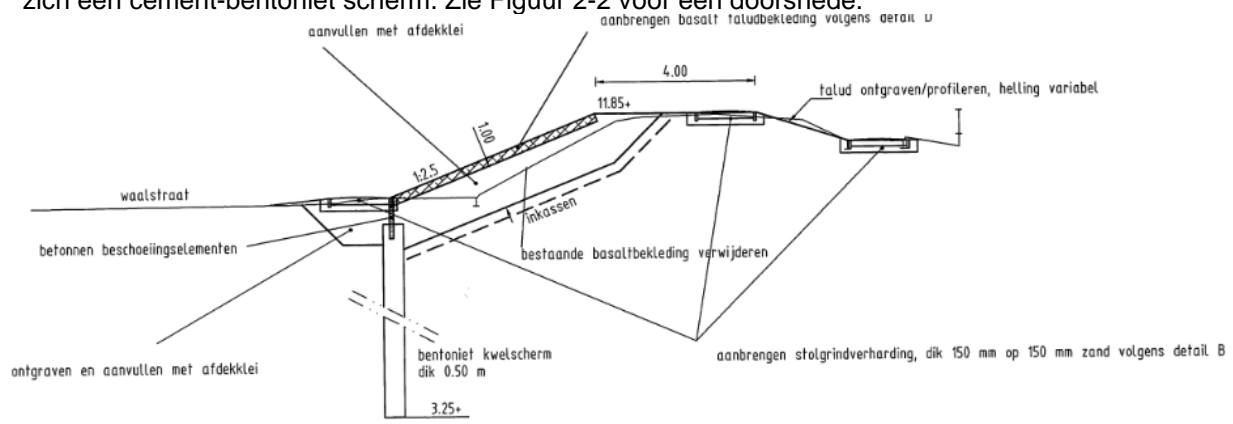 zich een cement-bentoniet scherm. Zie Figuur 2-2 voor een doorsnede.
aanvullen met afdekklei
aanbrengen basalt taludbekleding volgens detail D
4.00
talud ontgraven/profileren, helling variabel
11.85+
1.00
1:2.5
waalstraat
inkassen
betonnen beschoeiingselementen
bestaande basaltbekleding verwijderen
bentoniet kwelscherm
dik 0.50 m
aanbrengen stolgrindverharding, dik 150 mm op 150 mm zand volgens detail B
ontgraven en aanvullen met afdekklei
3.25+